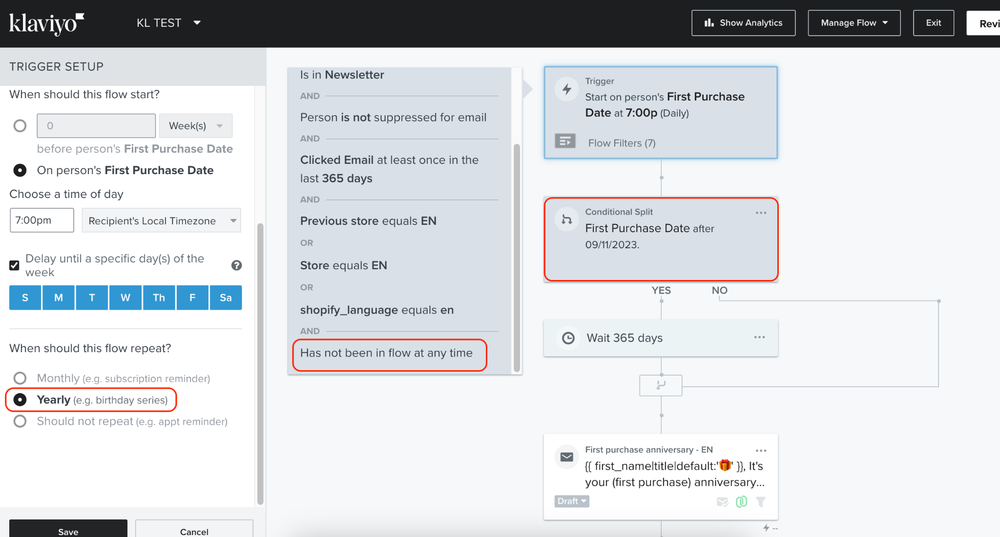 klaviyo
KL TEST
Show Analytics
Manage Flow
Exit
Revi
TRIGGER SETUP
When should this flow start?
0
Week(s)
before person's First Purchase Date
On person's First Purchase Date
Choose a time of day
7:00pm
Recipient's Local Timezone
Delay until a specific day(s) of the
week
?
S M T W Th F Sa
When should this flow repeat?
Monthly (e.g. subscription reminder)
Yearly (e.g. birthday series)
Should not repeat (e.g. appt reminder)
Save
Cancel
Is in Newsletter
AND
Person is not suppressed for email
AND
Clicked Email at least once in the
last 365 days
AND
Previous store equals EN
OR
Store equals EN
OR
shopify_language equals en
AND
Has not been in flow at any time
Trigger
Start on person's First Purchase
Date at 7:00p (Daily)
Flow Filters (7)
Conditional Split
First Purchase Date after
09/11/2023.
YES
NO
Wait 365 days
First purchase anniversary - EN
{{ first_name|title|default:'🎁' }}, It's
your (first purchase) anniversary...
Draft
--